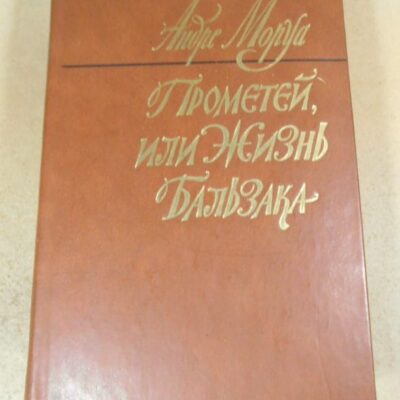 Андре Моруа
Прометей,
или Жизнь
Бальзака